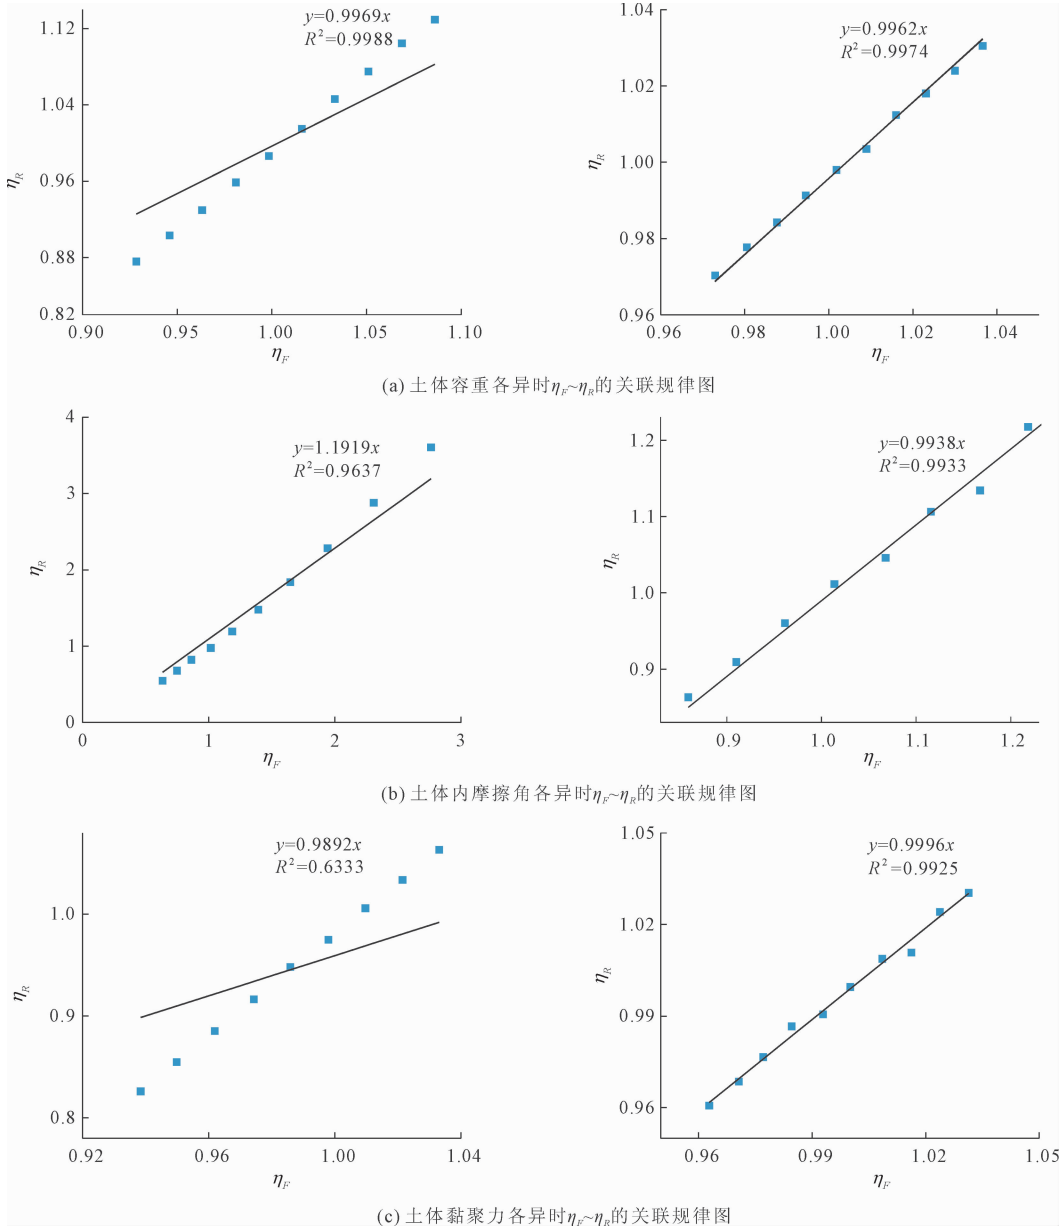 y=0.9969x
R²=0.9988
1.12
1.04
0.96
0.88
0.82
η_R
0.90 0.95 1.00 1.05 1.10
η_F
y=0.9962x
R²=0.9974
1.04
1.02
1.00
0.98
0.96
η_R
0.96 0.98 1.00 1.02 1.04
η_F
(a) 土体容重各异时η_F~η_R的关联规律图
y=1.1919x
R²=0.9637
4
3
2
1
0
η_R
0 1 2 3
η_F
y=0.9938x
R²=0.9933
1.2
1.1
1.0
0.9
η_R
0.9 1.0 1.1 1.2
η_F
(b) 土体内摩擦角各异时η_F~η_R的关联规律图
y=0.9892x
R²=0.6333
1.0
0.9
0.8
η_R
0.92 0.96 1.00 1.04
η_F
y=0.9996x
R²=0.9925
1.05
1.02
0.99
0.96
η_R
0.96 0.99 1.02 1.05
η_F
(c) 土体黏聚力各异时η_F~η_R的关联规律图